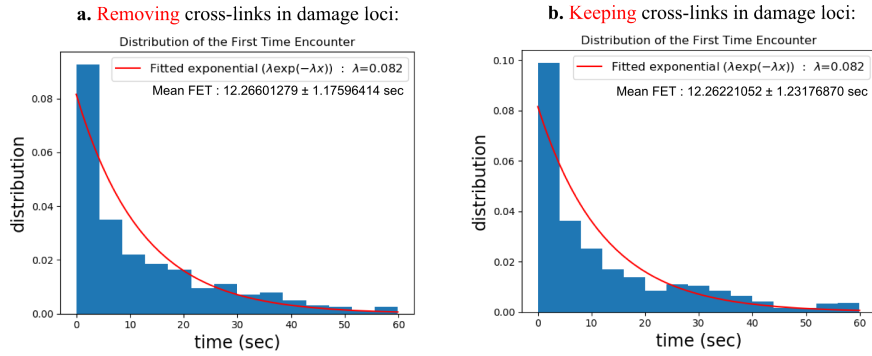 a. Removing cross-links in damage loci:
Distribution of the First Time Encounter
Fitted exponential (λexp(−λx)) : λ=0.082
Mean FET : 12.26601279 ± 1.17596414 sec
distribution
0.08
0.06
0.04
0.02
0.00
0
10
20
30
40
50
60
time (sec)
b. Keeping cross-links in damage loci:
Distribution of the First Time Encounter
Fitted exponential (λexp(−λx)) : λ=0.082
Mean FET : 12.26221052 ± 1.23176870 sec
distribution
0.10
0.08
0.06
0.04
0.02
0.00
0
10
20
30
40
50
60
time (sec)